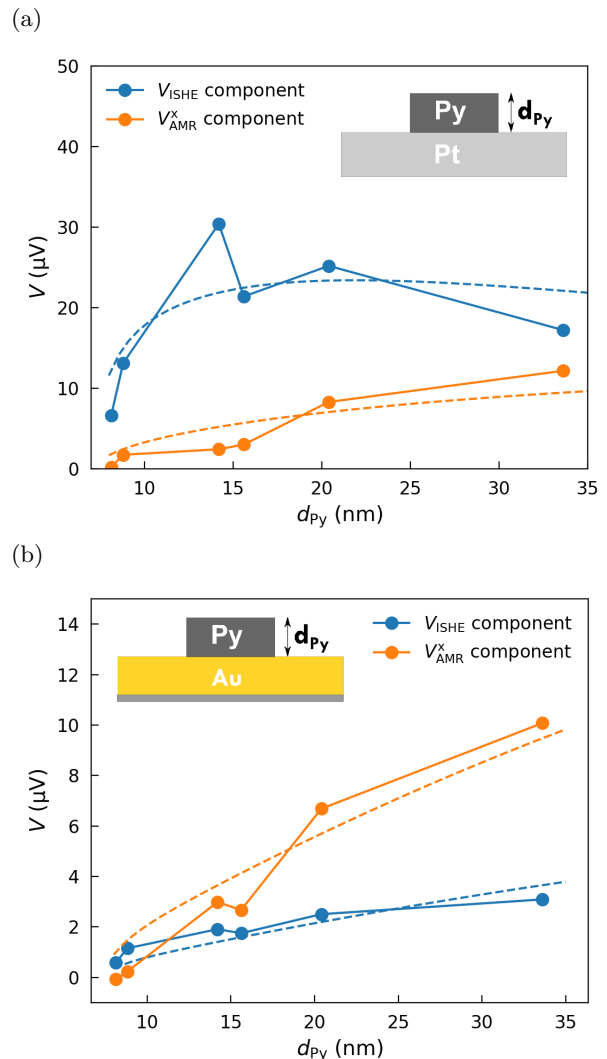 (a)
50
40
30
20
10
0
V (µV)
V_ISHE component
V^x_AMR component
Py
d_Py
Pt
10 15 20 25 30 35
d_Py (nm)
(b)
14
12
10
8
6
4
2
0
V (µV)
Py
d_Py
Au
V_ISHE component
V^x_AMR component
10 15 20 25 30 35
d_Py (nm)